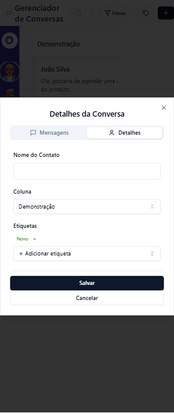 Gerenciador
de Conversas
Filtros
Demonstração
João Silva
Olá, gostaria de agendar uma
do produto.
Detalhes da Conversa
Mensagens
Detalhes
Nome do Contato
Coluna
Demonstração
Etiquetas
Novo
+ Adicionar etiqueta
Salvar
Cancelar